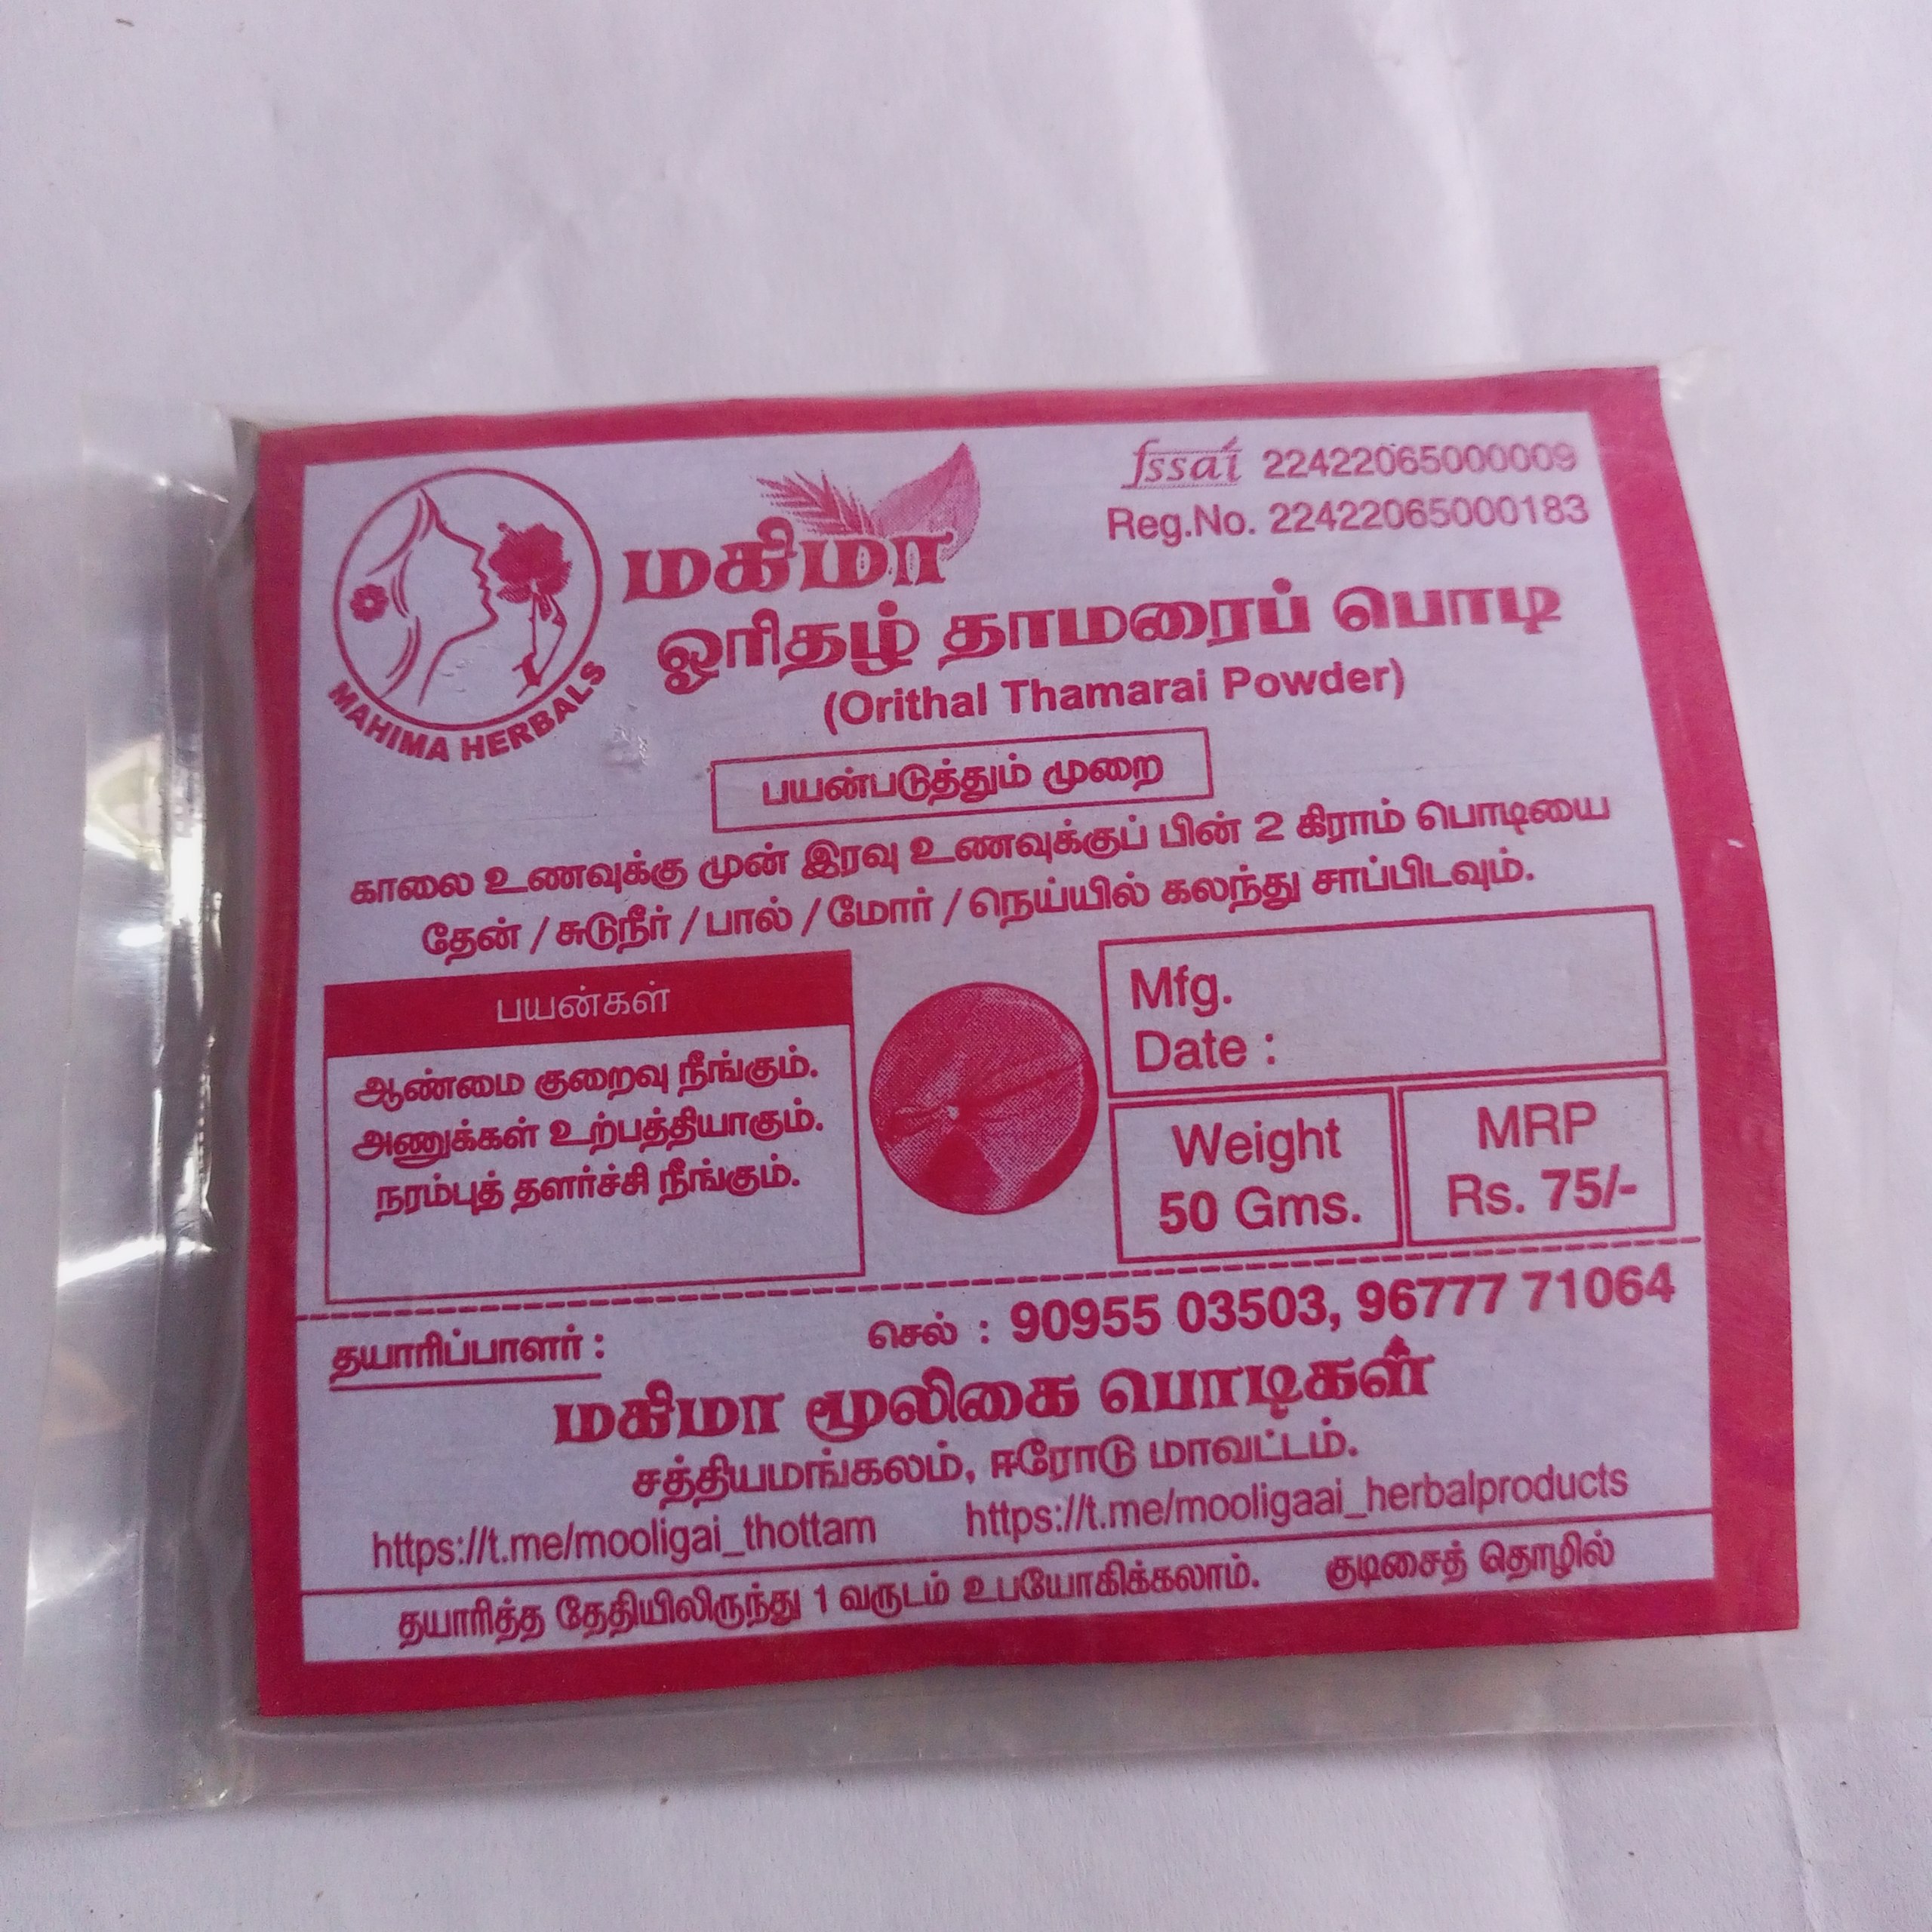 fssai 22422065000009
Reg.No. 22422065000183
MAHIMA HERBALS
மகிமா
ஓரிதழ் தாமரைப் பொடி
(Orithal Thamarai Powder)
பயன்படுத்தும் முறை
காலை உணவுக்கு முன் இரவு உணவுக்குப் பின் 2 கிராம் பொடியை
தேன் / சுடுநீர் / பால் / மோர் / நெய்யில் கலந்து சாப்பிடவும்.
பயன்கள்
ஆண்மை குறைவு நீங்கும்.
அணுக்கள் உற்பத்தியாகும்.
நரம்புத் தளர்ச்சி நீங்கும்.
Mfg.
Date :
Weight
50 Gms.
MRP
Rs. 75/-
தயாரிப்பாளர் :
செல் : 90955 03503, 96777 71064
மகிமா மூலிகை பொடிகள்
சத்தியமங்கலம், ஈரோடு மாவட்டம்.
https://t.me/mooligai_thottam https://t.me/mooligaai_herbalproducts
தயாரித்த தேதியிலிருந்து 1 வருடம் உபயோகிக்கலாம். குடிசைத் தொழில்